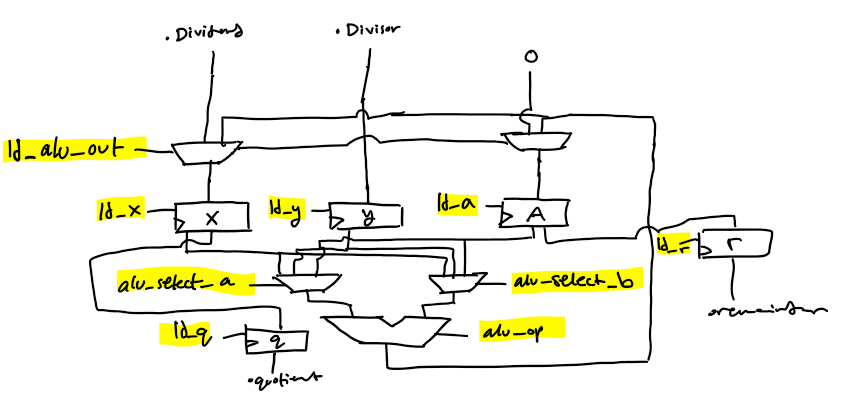 .Dividend
.Divisor
0
ld_alu_out
ld_x
X
ld_y
y
ld_a
A
ld_r
r
alu_select_a
alu_select_b
ld_q
q
alu_op
.remainder
.quotient